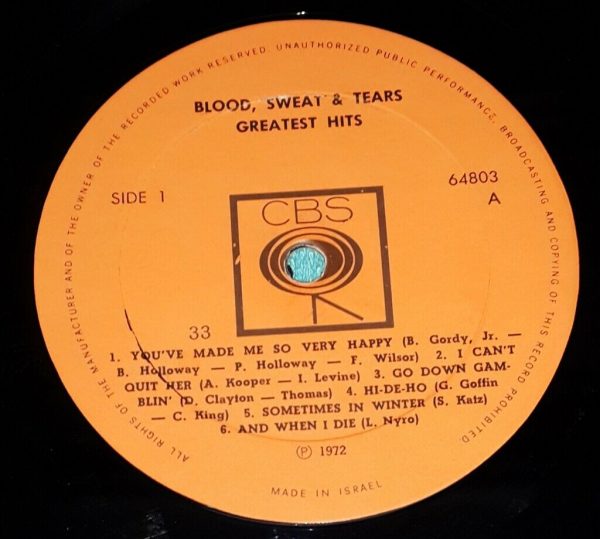 ALL RIGHTS OF THE MANUFACTURER AND OF THE OWNER OF THE RECORDED WORK RESERVED. UNAUTHORIZED PUBLIC PERFORMANCE, BROADCASTING AND COPYING OF THIS RECORD PROHIBITED
BLOOD, SWEAT & TEARS
GREATEST HITS
SIDE 1
64803
A
CBS
33
1. YOU'VE MADE ME SO VERY HAPPY (B. Gordy, Jr. —
B. Holloway — P. Holloway — F. Wilsor) 2. I CAN'T
QUIT HER (A. Kooper — I. Levine) 3. GO DOWN GAM-
BLIN' (D. Clayton — Thomas) 4. HI-DE-HO (G. Goffin
— C. King) 5. SOMETIMES IN WINTER (S. Katz)
6. AND WHEN I DIE (L. Nyro)
Ⓟ 1972
MADE IN ISRAEL